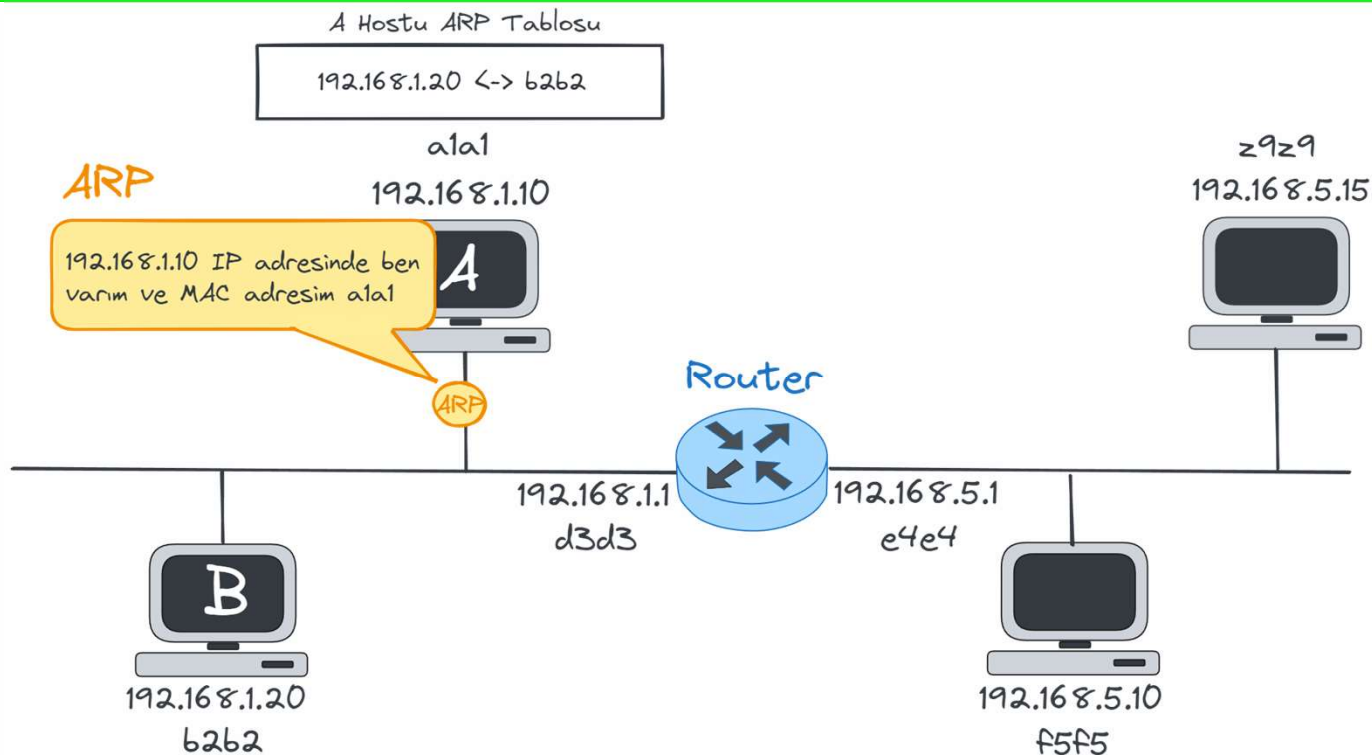 A Hostu ARP Tablosu
192.168.1.20 <-> b2b2
a1a1
192.168.1.10
z9z9
192.168.5.15
ARP
192.168.1.10 IP adresinde ben
varım ve MAC adresim a1a1
A
ARP
Router
192.168.1.1
d3d3
192.168.5.1
e4e4
B
192.168.1.20
b2b2
192.168.5.10
f5f5